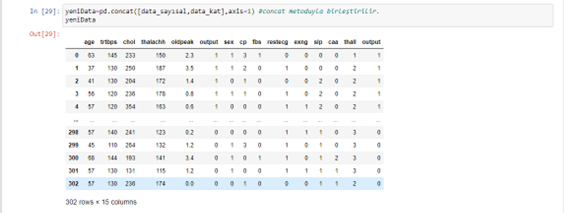 In [29]: yeniData=pd.concat([data_sayısal,data_kat],axis=1) #concat metoduyla birleştirilir.
yeniData
Out[29]:
age trtbps chol thalachh oldpeak output sex cp fbs restecg exng slp caa thall output
0 63 145 233 150 2.3 1 1 3 1 0 0 0 0 1 1
1 37 130 250 187 3.5 1 1 2 0 1 0 0 0 2 1
2 41 130 204 172 1.4 1 0 1 0 0 0 2 0 2 1
3 56 120 236 178 0.8 1 1 1 0 1 0 2 0 2 1
4 57 120 354 163 0.6 1 0 0 0 1 1 2 0 2 1
... ... ... ... ... ... ... ... ... ... ... ... ... ... ... ...
298 57 140 241 123 0.2 0 0 0 0 1 1 1 0 3 0
299 45 110 264 132 1.2 0 1 3 0 1 0 1 0 3 0
300 68 144 193 141 3.4 0 1 0 1 1 0 1 2 3 0
301 57 130 131 115 1.2 0 1 0 0 1 1 1 1 3 0
302 57 130 236 174 0.0 0 0 1 0 0 0 1 1 2 0
302 rows × 15 columns